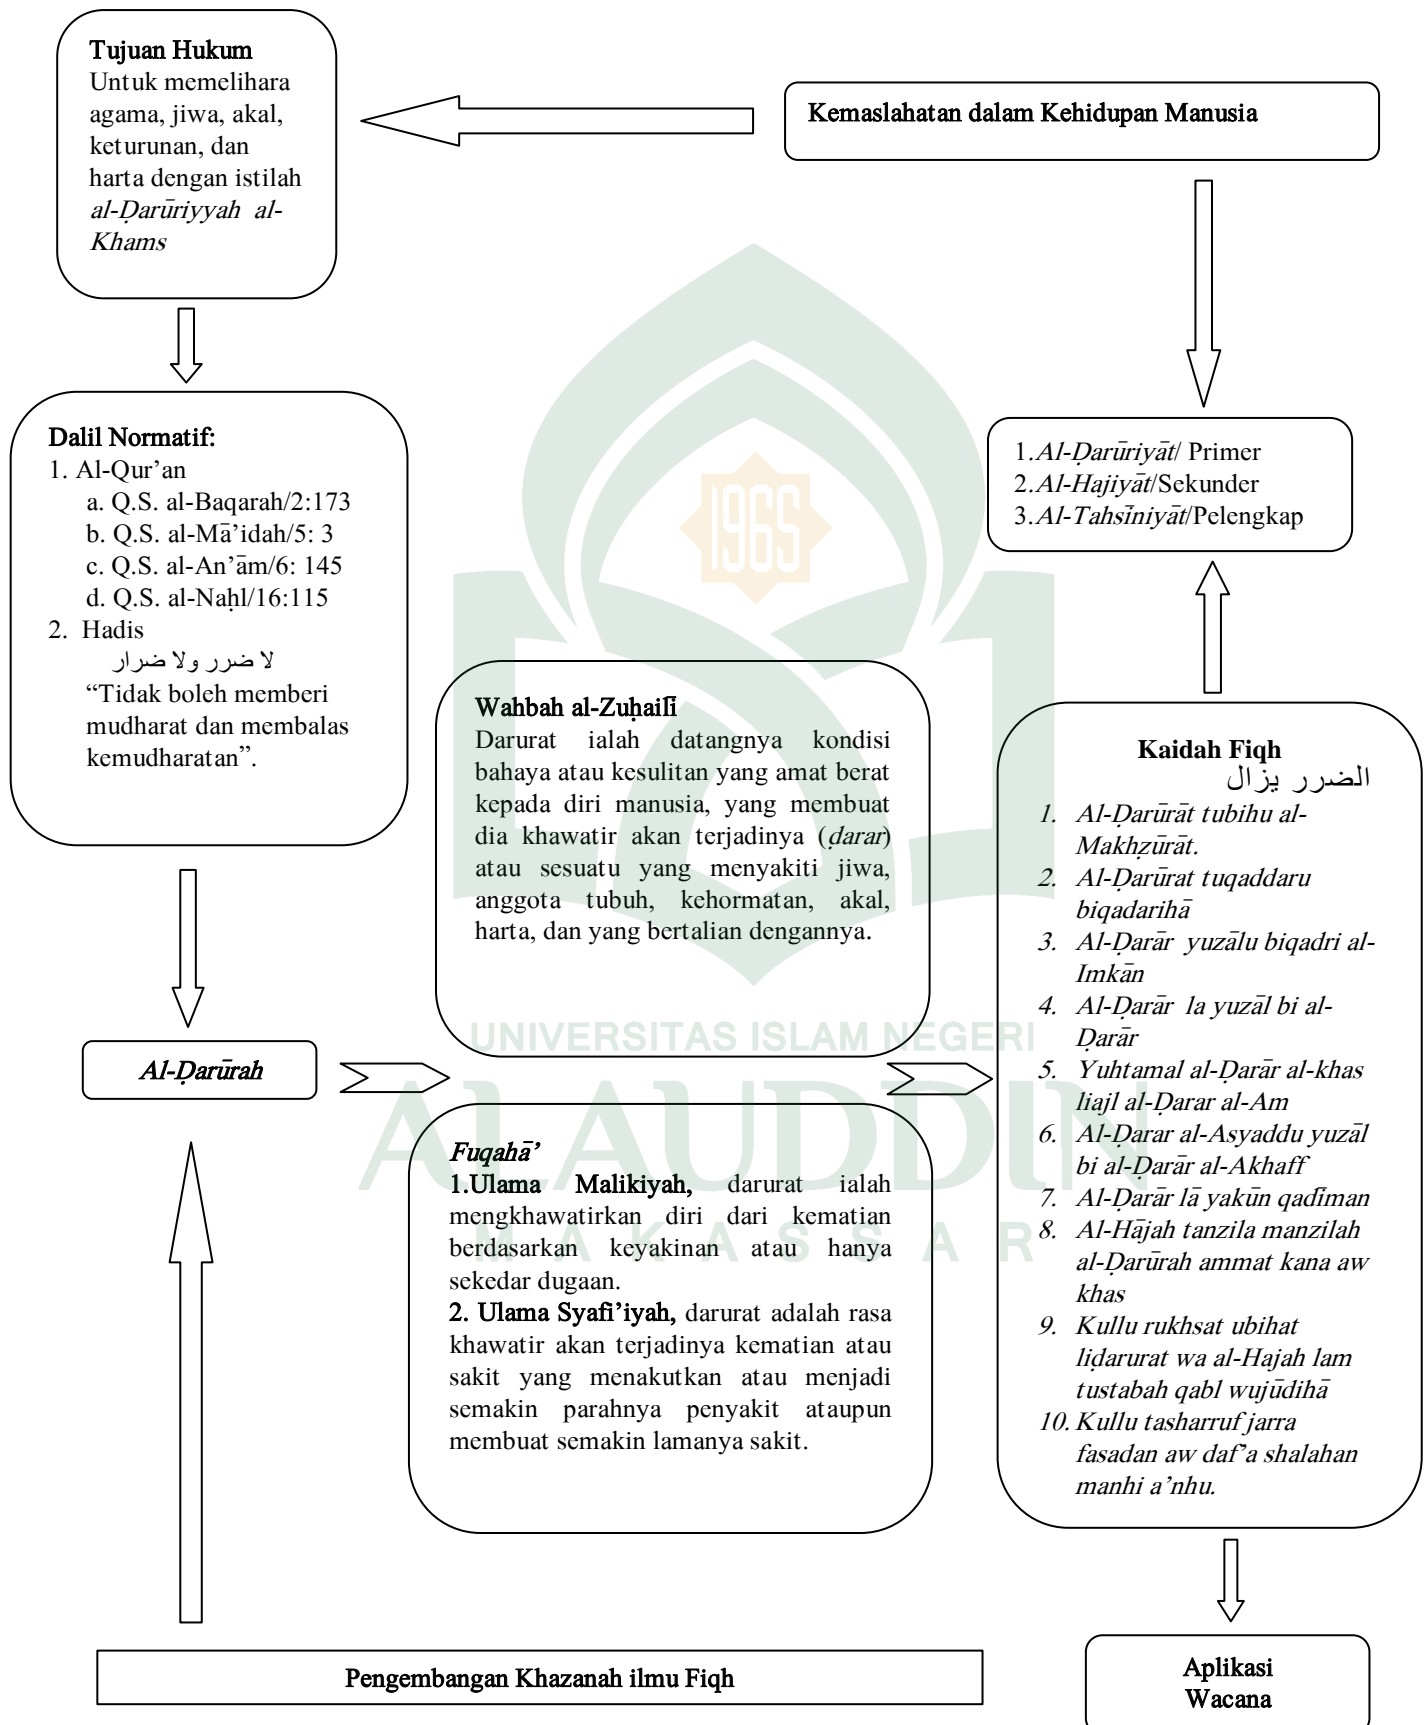 Tujuan Hukum
Untuk memelihara
agama, jiwa, akal,
keturunan, dan
harta dengan istilah
al-Ḍarūriyyah al-
Khams
Kemaslahatan dalam Kehidupan Manusia
Dalil Normatif:
1. Al-Qur’an
a. Q.S. al-Baqarah/2:173
b. Q.S. al-Mā’idah/5: 3
c. Q.S. al-An’ām/6: 145
d. Q.S. al-Naḥl/16:115
2. Hadis
لا ضرر ولا ضرار
“Tidak boleh memberi
mudharat dan membalas
kemudharatan”.
1.Al-Ḍarūriyāt/ Primer
2.Al-Hajiyāt/Sekunder
3.Al-Tahsīniyāt/Pelengkap
1965
Wahbah al-Zuḥailī
Darurat ialah datangnya kondisi
bahaya atau kesulitan yang amat berat
kepada diri manusia, yang membuat
dia khawatir akan terjadinya (ḍarar)
atau sesuatu yang menyakiti jiwa,
anggota tubuh, kehormatan, akal,
harta, dan yang bertalian dengannya.
Kaidah Fiqh
الضرر يزال
1. Al-Ḍarūrāt tubihu al-
Makhẓūrāt.
2. Al-Ḍarūrat tuqaddaru
biqadarihā
3. Al-Ḍarār yuzālu biqadri al-
Imkān
4. Al-Ḍarār la yuzāl bi al-
Ḍarār
5. Yuhtamal al-Ḍarār al-khas
liajl al-Ḍarar al-Am
6. Al-Ḍarar al-Asyaddu yuzāl
bi al-Ḍarār al-Akhaff
7. Al-Ḍarār lā yakūn qadīman
8. Al-Hājah tanzila manzilah
al-Ḍarūrah ammat kana aw
khas
9. Kullu rukhsat ubihat
liḍarurat wa al-Hajah lam
tustabah qabl wujūdihā
10. Kullu tasharruf jarra
fasadan aw daf’a shalahan
manhi a’nhu.
UNIVERSITAS ISLAM NEGERI
ALAUDDIN
MAKASSAR
Al-Ḍarūrah
Fuqahā’
1.Ulama Malikiyah, darurat ialah
mengkhawatirkan diri dari kematian
berdasarkan keyakinan atau hanya
sekedar dugaan.
2. Ulama Syafi’iyah, darurat adalah rasa
khawatir akan terjadinya kematian atau
sakit yang menakutkan atau menjadi
semakin parahnya penyakit ataupun
membuat semakin lamanya sakit.
Pengembangan Khazanah ilmu Fiqh
Aplikasi
Wacana